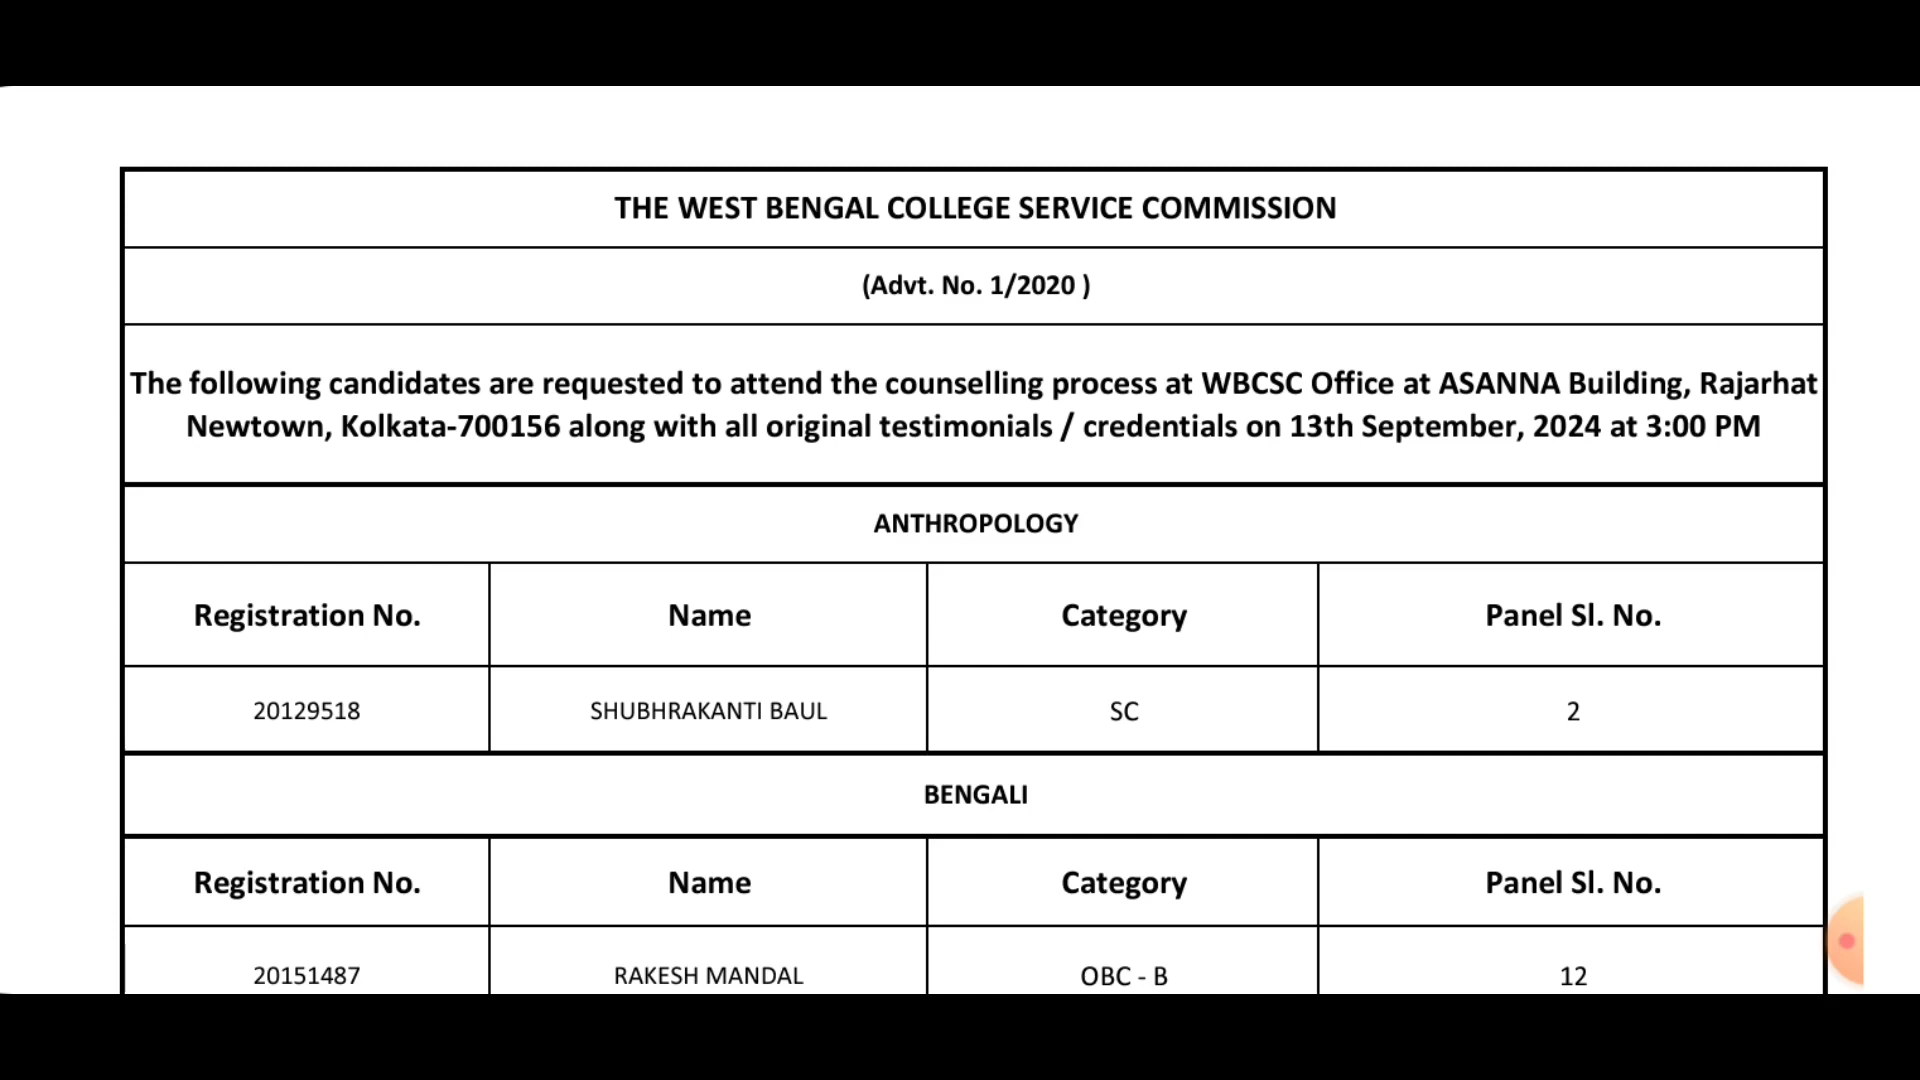 THE WEST BENGAL COLLEGE SERVICE COMMISSION
(Advt. No. 1/2020 )
The following candidates are requested to attend the counselling process at WBCSC Office at ASANNA Building, Rajarhat
Newtown, Kolkata-700156 along with all original testimonials / credentials on 13th September, 2024 at 3:00 PM
ANTHROPOLOGY
Registration No. Name Category Panel Sl. No.
20129518 SHUBHRAKANTI BAUL SC 2
BENGALI
Registration No. Name Category Panel Sl. No.
20151487 RAKESH MANDAL OBC - B 12